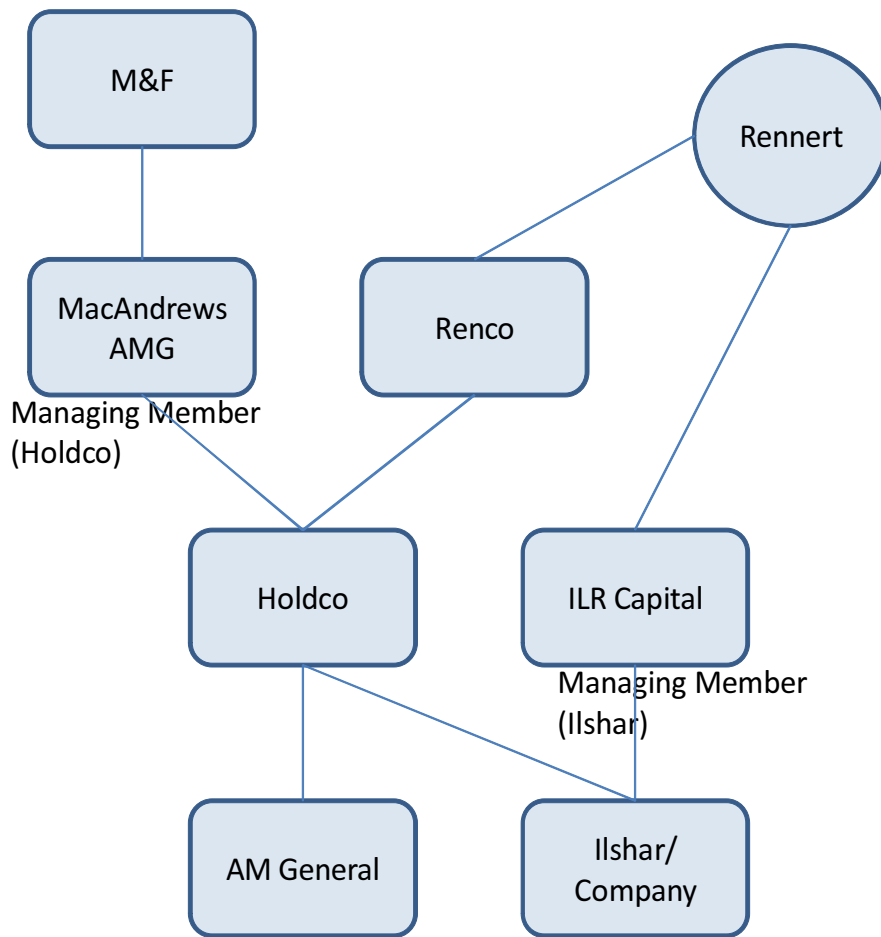 M&F
Rennert
MacAndrews
AMG
Renco
Managing Member
(Holdco)
Holdco
ILR Capital
Managing Member
(Ilshar)
AM General
Ilshar/
Company